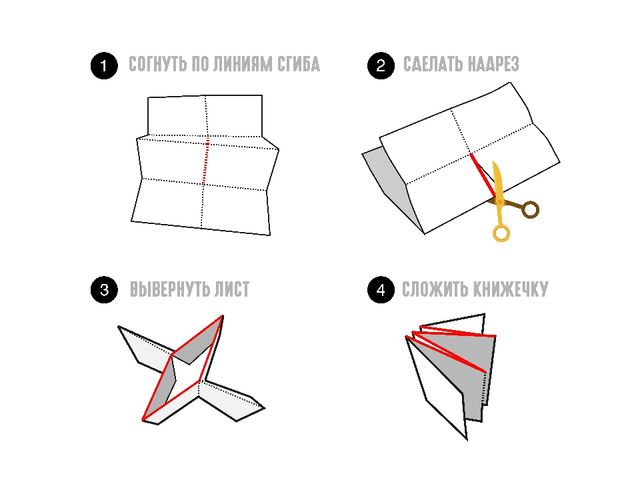 1 СОГНУТЬ ПО ЛИНИЯМ СГИБА
2 СДЕЛАТЬ НАДРЕЗ
3 ВЫВЕРНУТЬ ЛИСТ
4 СЛОЖИТЬ КНИЖЕЧКУ